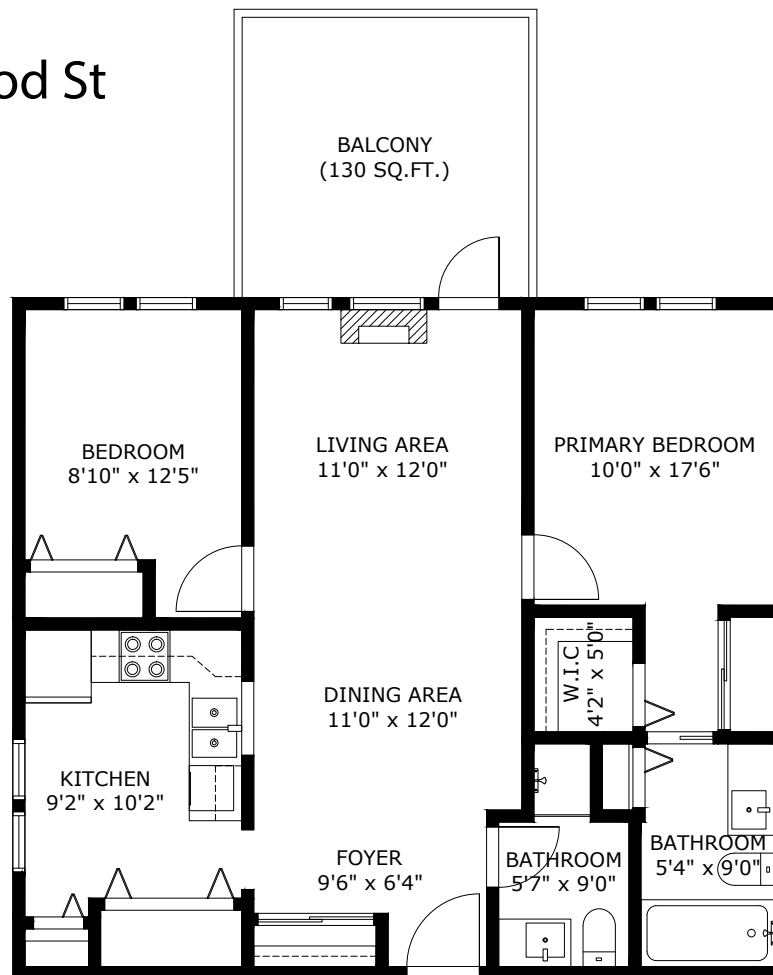 od St
BALCONY
(130 SQ.FT.)
BEDROOM
8'10" x 12'5"
LIVING AREA
11'0" x 12'0"
PRIMARY BEDROOM
10'0" x 17'6"
W.I.C
4'2" x 5'0"
DINING AREA
11'0" x 12'0"
KITCHEN
9'2" x 10'2"
FOYER
9'6" x 6'4"
BATHROOM
5'7" x 9'0"
BATHROOM
5'4" x 9'0"